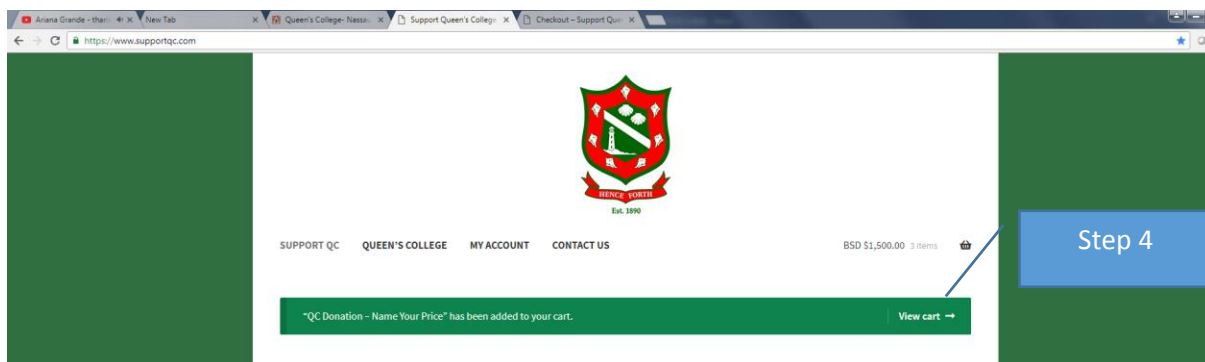 Ariana Grande - than
New Tab
Queen's College- Nassau
Support Queen's College
Checkout – Support Que
https://www.supportqc.com
HENCE FORTH
Est. 1890
SUPPORT QC QUEEN'S COLLEGE MY ACCOUNT CONTACT US BSD $1,500.00 3 items
Step 4
"QC Donation – Name Your Price" has been added to your cart. View cart →